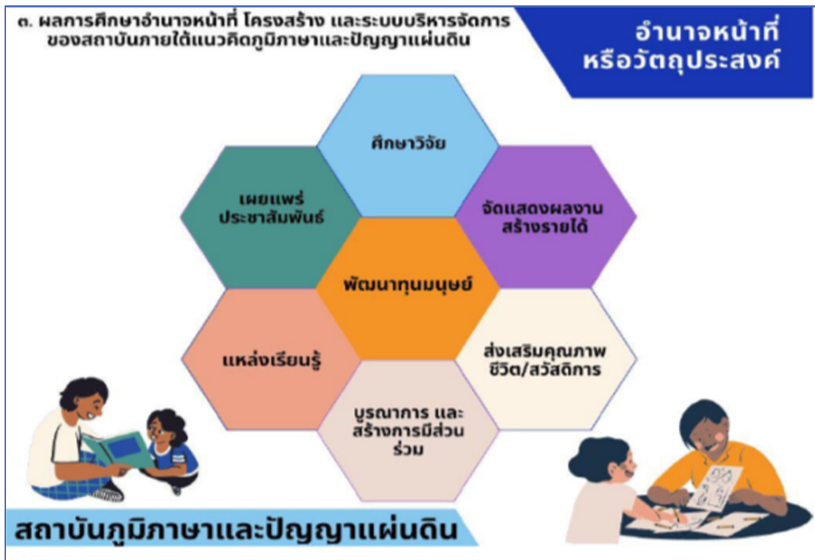 ๓. ผลการศึกษาอำนาจหน้าที่ โครงสร้าง และระบบบริหารจัดการ
ของสถาบันภายใต้แนวคิดภูมิภาษาและปัญญาแผ่นดิน
อำนาจหน้าที่
หรือวัตถุประสงค์
ศึกษาวิจัย
เผยแพร่
ประชาสัมพันธ์
จัดแสดงผลงาน
สร้างรายได้
พัฒนาทุนมนุษย์
แหล่งเรียนรู้
ส่งเสริมคุณภาพ
ชีวิต/สวัสดิการ
บูรณาการ และ
สร้างการมีส่วน
ร่วม
สถาบันภูมิภาษาและปัญญาแผ่นดิน